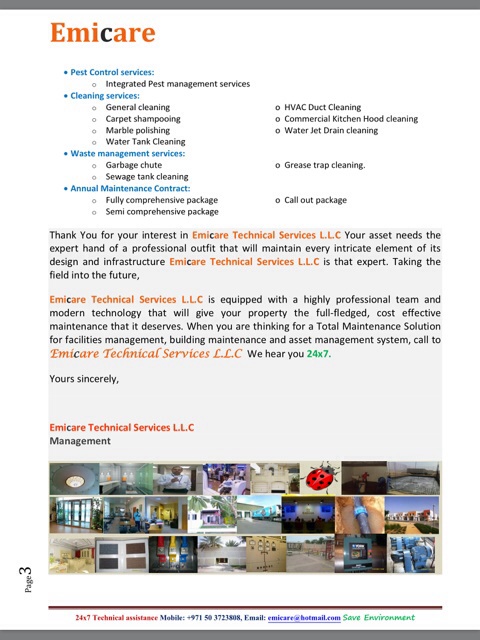 Emicare
• Pest Control services:
o Integrated Pest management services
• Cleaning services:
o General cleaning
o HVAC Duct Cleaning
o Carpet shampooing
o Commercial Kitchen Hood cleaning
o Marble polishing
o Water Jet Drain cleaning
o Water Tank Cleaning
• Waste management services:
o Garbage chute
o Grease trap cleaning.
o Sewage tank cleaning
• Annual Maintenance Contract:
o Fully comprehensive package
o Call out package
o Semi comprehensive package
Thank You for your interest in Emicare Technical Services L.L.C Your asset needs the
expert hand of a professional outfit that will maintain every intricate element of its
design and infrastructure Emicare Technical Services L.L.C is that expert. Taking the
field into the future,
Emicare Technical Services L.L.C is equipped with a highly professional team and
modern technology that will give your property the full-fledged, cost effective
maintenance that it deserves. When you are thinking for a Total Maintenance Solution
for facilities management, building maintenance and asset management system, call to
Emicare Technical Services L.L.C We hear you 24x7.
Yours sincerely,
Emicare Technical Services L.L.C
Management
Page3
24x7 Technical assistance Mobile: +971 50 3723808, Email: emicare@hotmail.com Save Environment